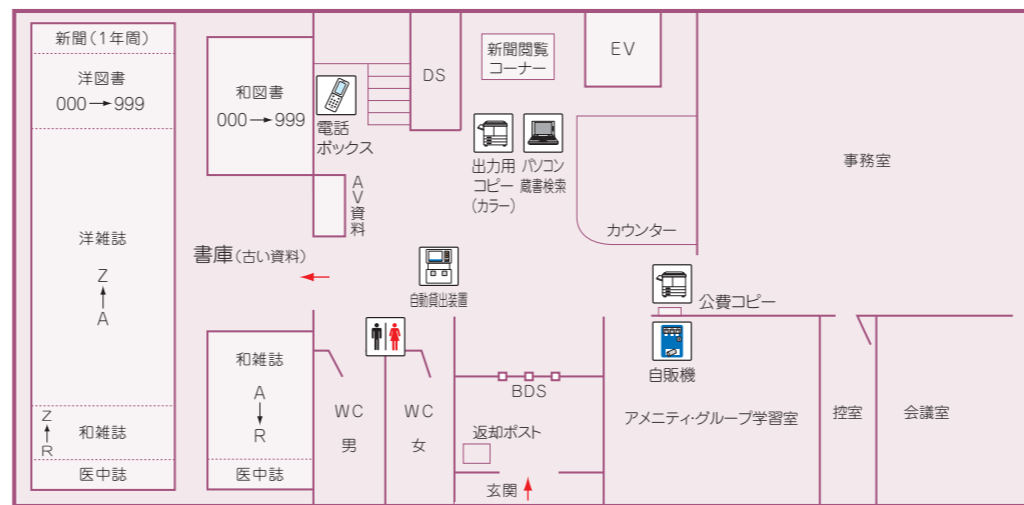 新聞（1年間）
洋図書
000→999
洋雑誌
Z
↑
A
Z
↑
R
和雑誌
医中誌
和図書
000→999
電話
ボックス
AV資料
DS
新聞閲覧
コーナー
EV
出力用
コピー
（カラー）
パソコン
蔵書検索
カウンター
事務室
書庫（古い資料）
自動貸出装置
公費コピー
自販機
和雑誌
A
↓
R
医中誌
WC
男
WC
女
BDS
返却ポスト
玄関
アメニティ・グループ学習室
控室
会議室